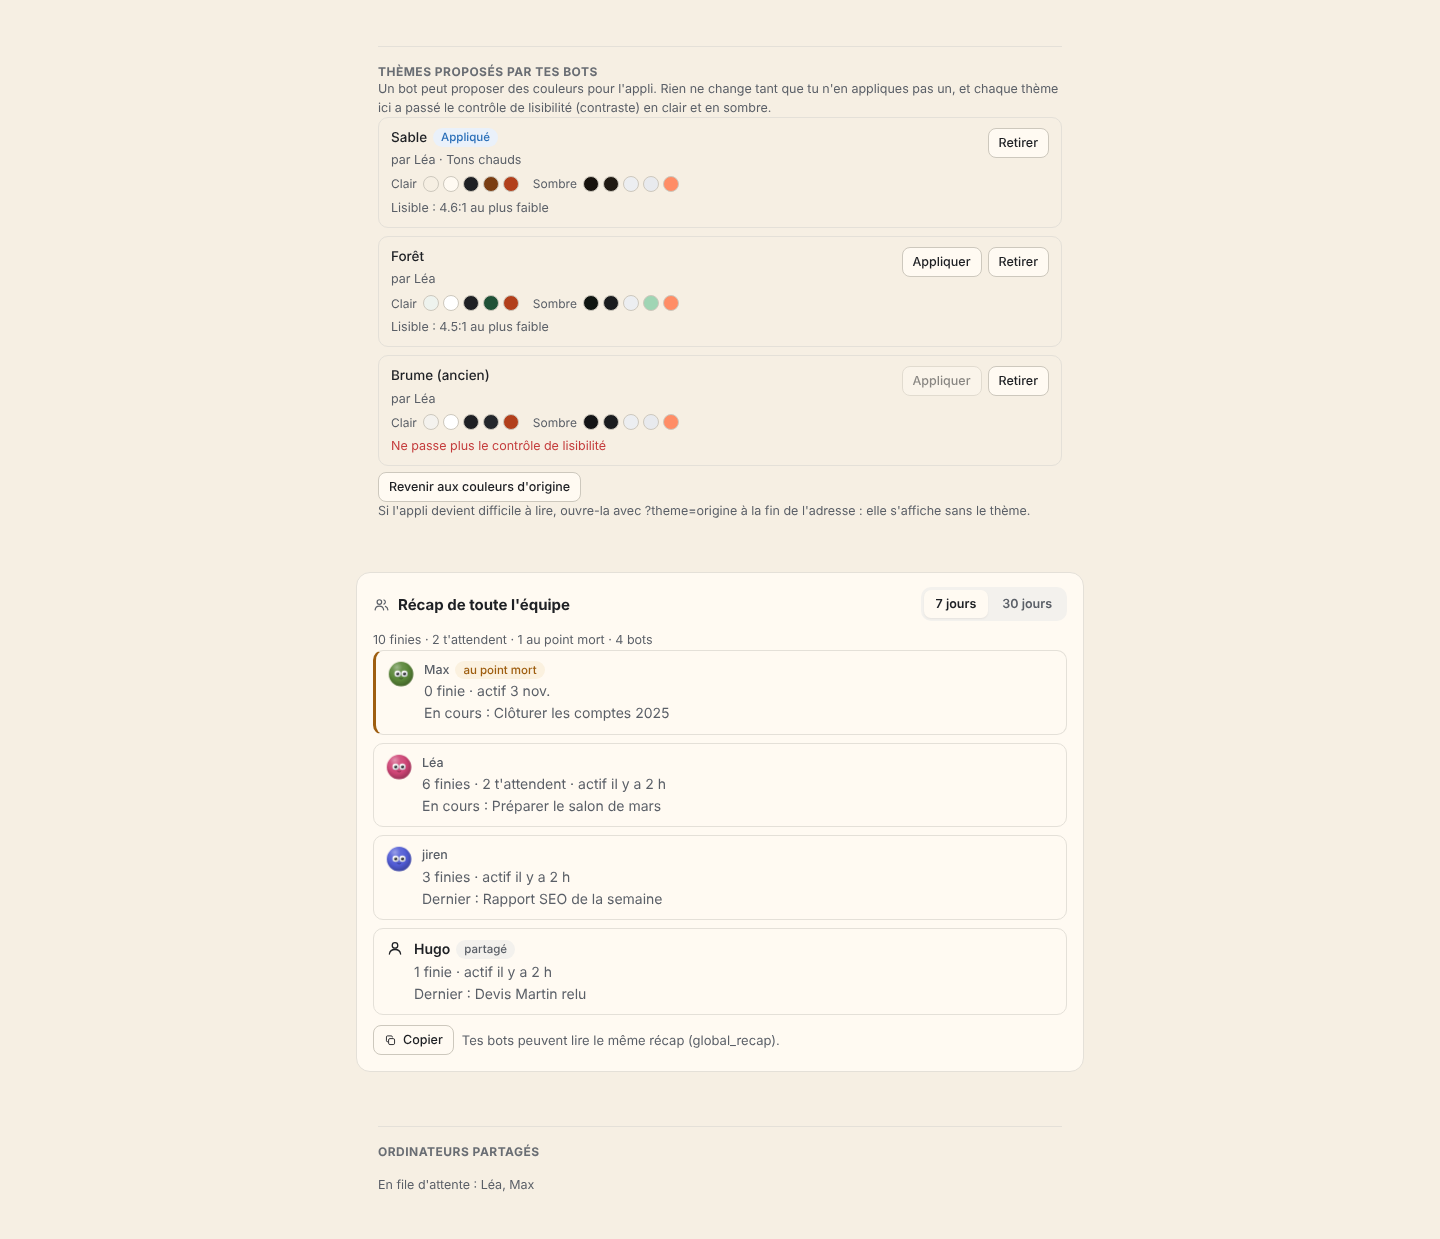 THÈMES PROPOSÉS PAR TES BOTS
Un bot peut proposer des couleurs pour l'appli. Rien ne change tant que tu n'en appliques pas un, et chaque thème
ici a passé le contrôle de lisibilité (contraste) en clair et en sombre.
Sable Appliqué Retirer
par Léa · Tons chauds
Clair Sombre
Lisible : 4.6:1 au plus faible
Forêt Appliquer Retirer
par Léa
Clair Sombre
Lisible : 4.5:1 au plus faible
Brume (ancien) Appliquer Retirer
par Léa
Clair Sombre
Ne passe plus le contrôle de lisibilité
Revenir aux couleurs d'origine
Si l'appli devient difficile à lire, ouvre-la avec ?theme=origine à la fin de l'adresse : elle s'affiche sans le thème.
Récap de toute l'équipe 7 jours 30 jours
10 finies · 2 t'attendent · 1 au point mort · 4 bots
Max au point mort
0 finie · actif 3 nov.
En cours : Clôturer les comptes 2025
Léa
6 finies · 2 t'attendent · actif il y a 2 h
En cours : Préparer le salon de mars
jiren
3 finies · actif il y a 2 h
Dernier : Rapport SEO de la semaine
Hugo partagé
1 finie · actif il y a 2 h
Dernier : Devis Martin relu
Copier Tes bots peuvent lire le même récap (global_recap).
ORDINATEURS PARTAGÉS
En file d'attente : Léa, Max